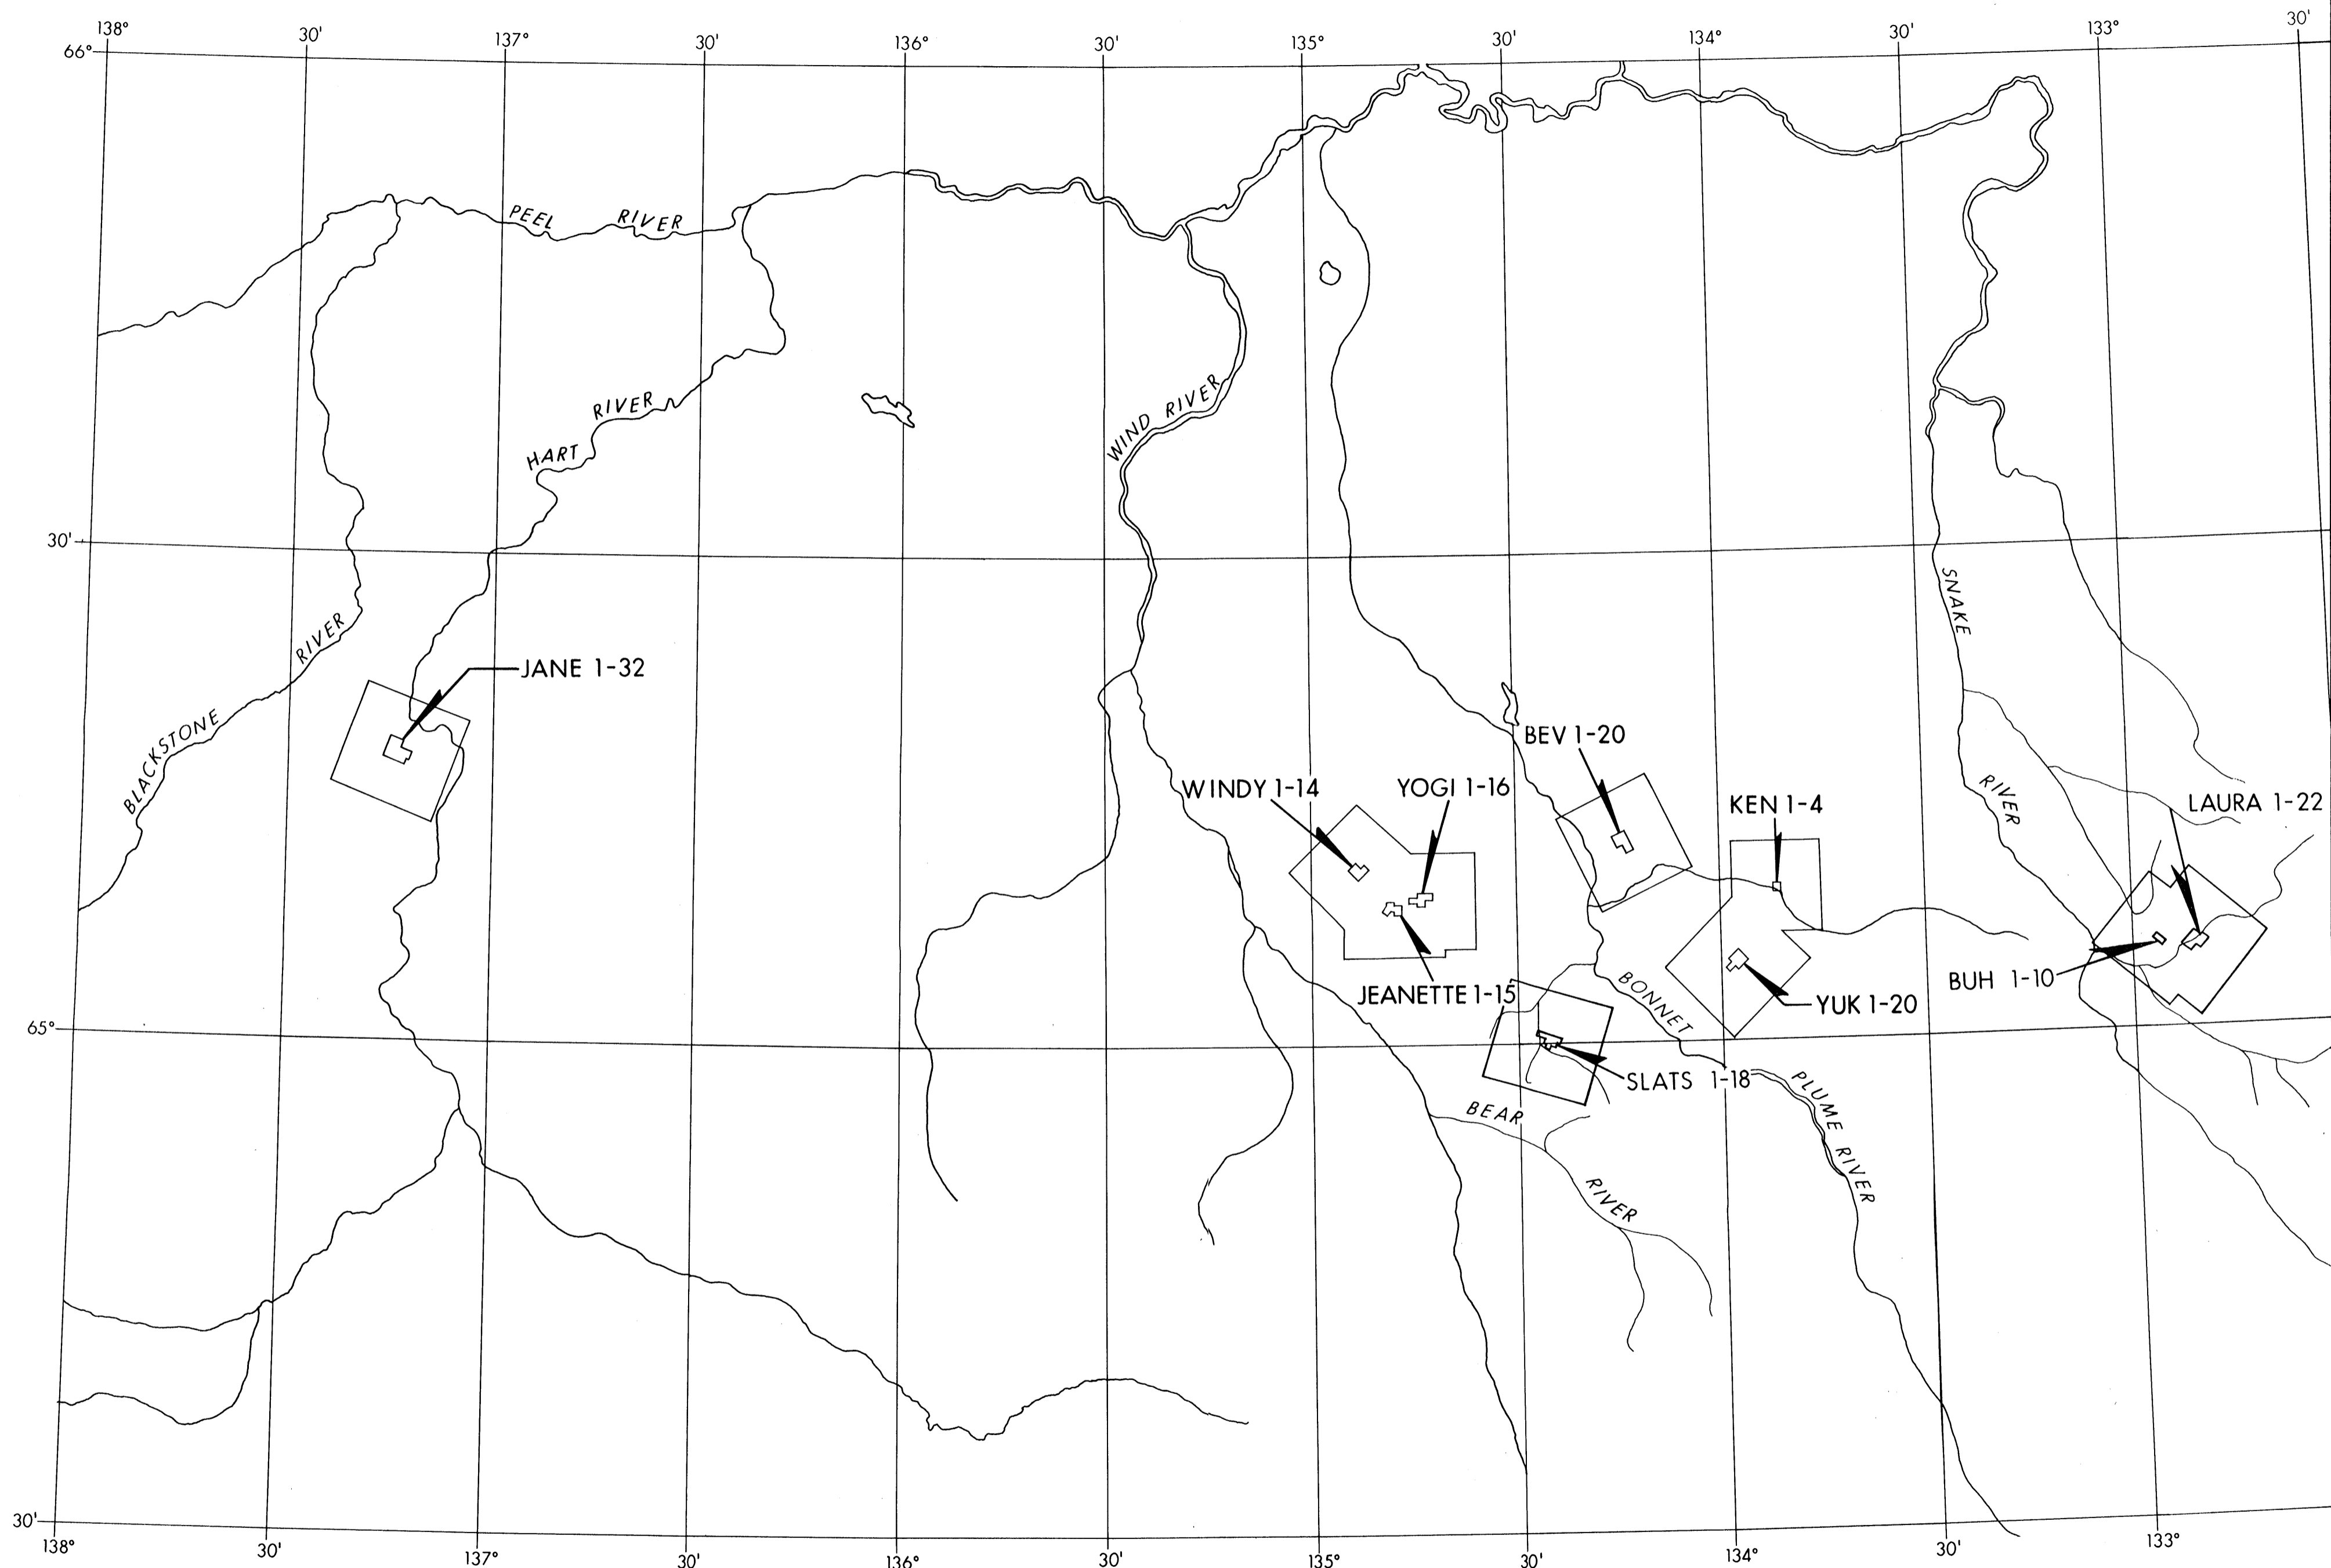 138° 30' 137° 30' 136° 30' 135° 30' 134° 30' 133° 30'
66°
PEEL RIVER
HART RIVER
WIND RIVER
30'
SNAKE RIVER
BLACKSTONE RIVER
JANE 1-32
BEV 1-20
WINDY 1-14
YOGI 1-16
KEN 1-4
LAURA 1-22
JEANETTE 1-15
BUH 1-10
YUK 1-20
65°
BONNET PLUME RIVER
SLATS 1-18
BEAR RIVER
30'
138° 30' 137° 30' 136° 30' 135° 30' 134° 30' 133°